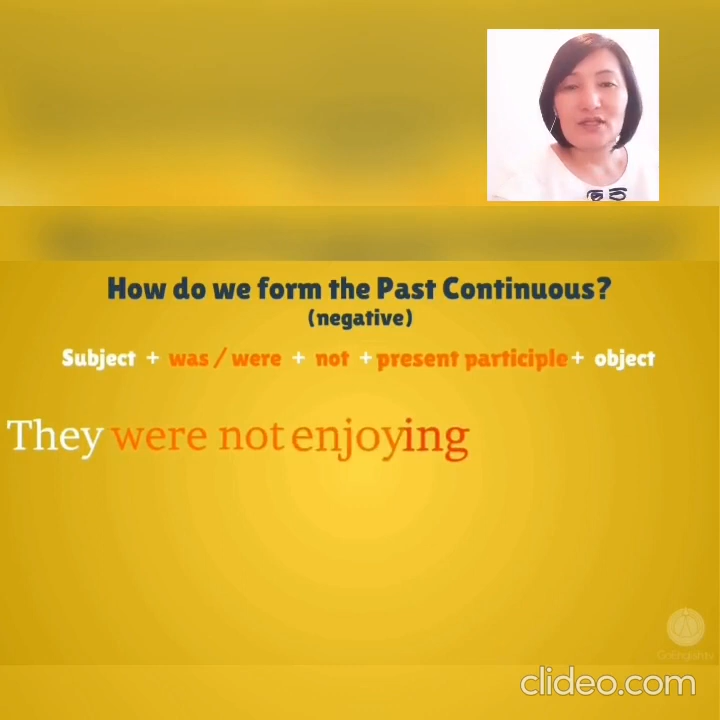 How do we form the Past Continuous?
(negative)
Subject + was / were + not + present participle + object
They were not enjoying
clideo.com